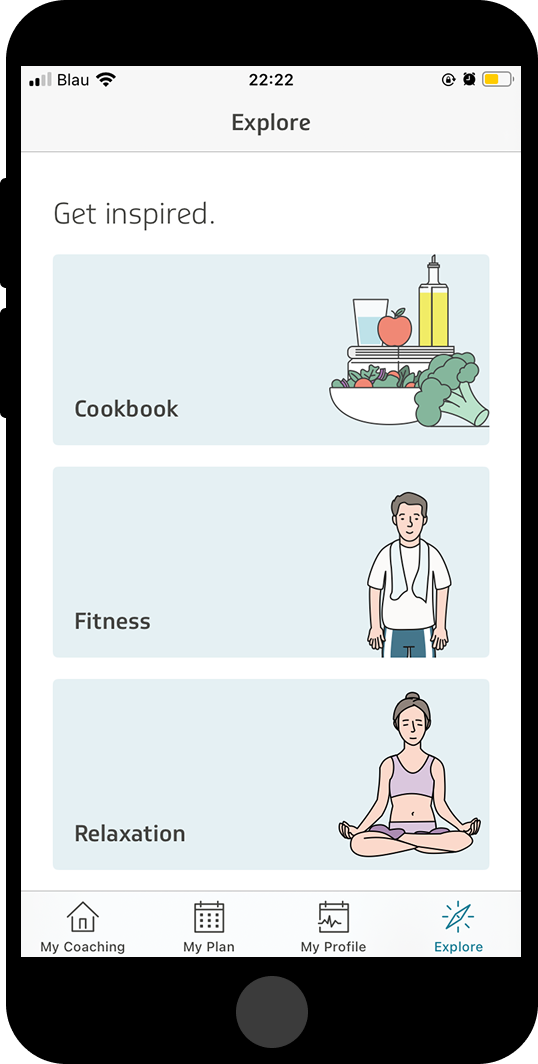 Blau 22:22
Explore
Get inspired.
Cookbook
Fitness
Relaxation
My Coaching My Plan My Profile Explore